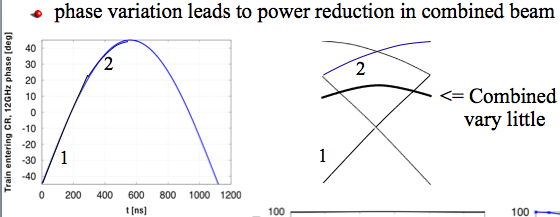 phase variation leads to power reduction in combined beam
Train entering CR, 12GHz phase [deg]
40
30
20
10
0
-10
-20
-30
-40
1
2
0 200 400 600 800 1000 1200
t [ns]
2
<= Combined
vary little
1
100
100